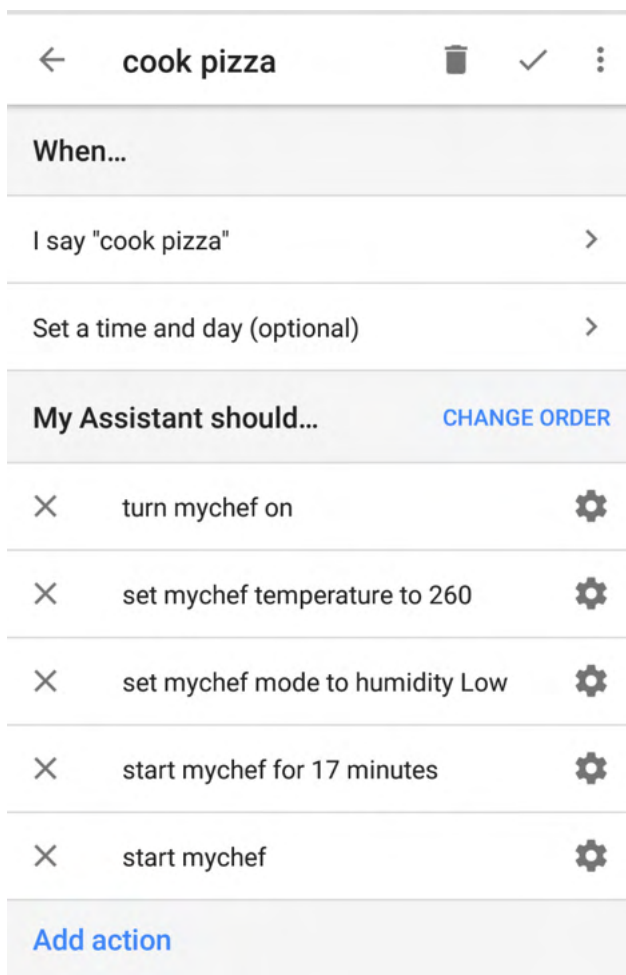 cook pizza
When...
I say "cook pizza"
Set a time and day (optional)
My Assistant should...
CHANGE ORDER
turn mychef on
set mychef temperature to 260
set mychef mode to humidity Low
start mychef for 17 minutes
start mychef
Add action